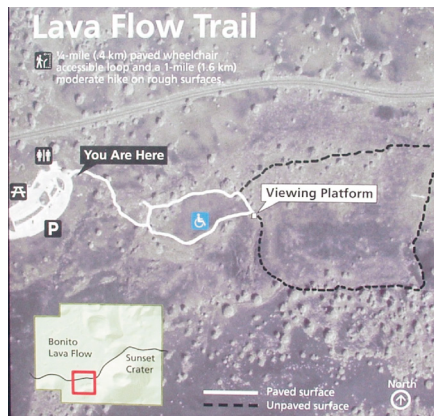 Lava Flow Trail
¼-mile (.4 km) paved wheelchair
accessible loop and a 1-mile (1.6 km)
moderate hike on rough surfaces.
You Are Here
Viewing Platform
P
Bonito
Lava Flow
Sunset
Crater
Paved surface
Unpaved surface
North